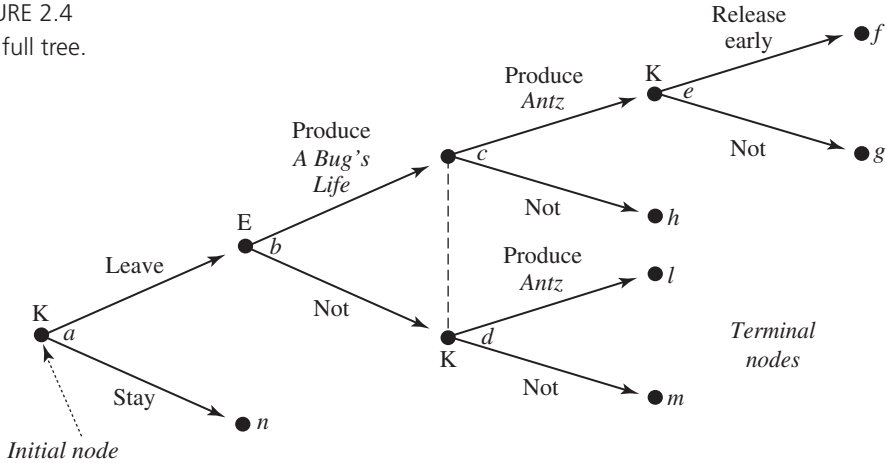 URE 2.4
full tree.
Release
early
f
K
e
Produce
Antz
Not
g
Produce
A Bug's
Life
c
Not
h
E
b
Produce
Antz
l
Leave
Not
K
a
d
K
Terminal
nodes
Stay
Not
m
n
Initial node